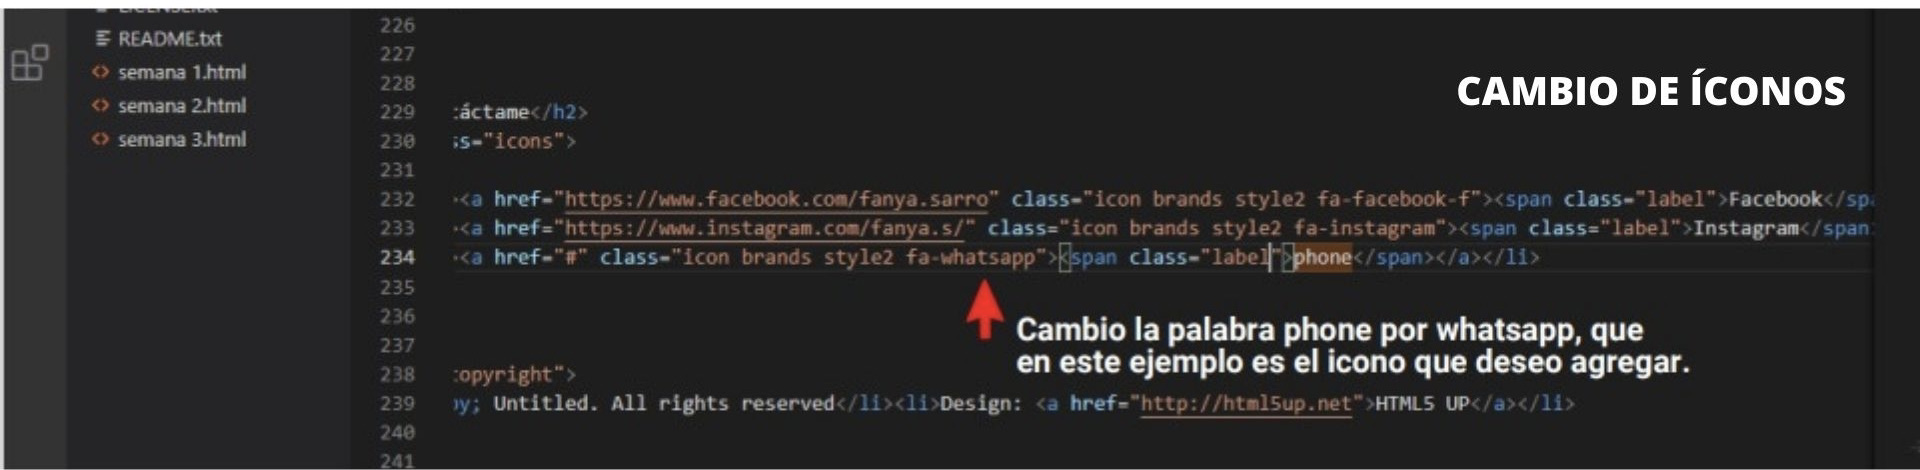 LICENSE.txt
README.txt
semana 1.html
semana 2.html
semana 3.html
CAMBIO DE ÍCONOS
226
227
228
229 :áctame</h2>
230 ;s="icons">
231
232 <a href="https://www.facebook.com/fanya.sarro" class="icon brands style2 fa-facebook-f"><span class="label">Facebook</spa
233 <a href="https://www.instagram.com/fanya.s/" class="icon brands style2 fa-instagram"><span class="label">Instagram</span
234 <a href="#" class="icon brands style2 fa-whatsapp"><span class="label">phone</span></a></li>
235
236
237
Cambio la palabra phone por whatsapp, que
en este ejemplo es el icono que deseo agregar.
238 :opyright">
239 py; Untitled. All rights reserved</li><li>Design: <a href="http://html5up.net">HTML5 UP</a></li>
240
241